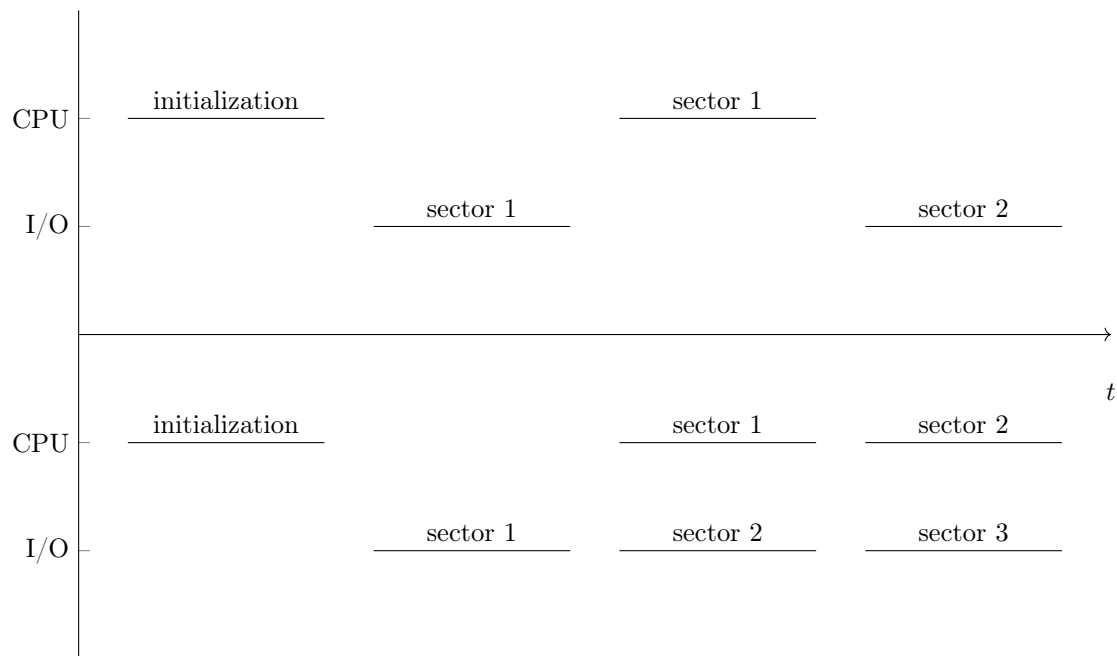 initialization sector 1
CPU
sector 1 sector 2
I/O
t
initialization sector 1 sector 2
CPU
sector 1 sector 2 sector 3
I/O